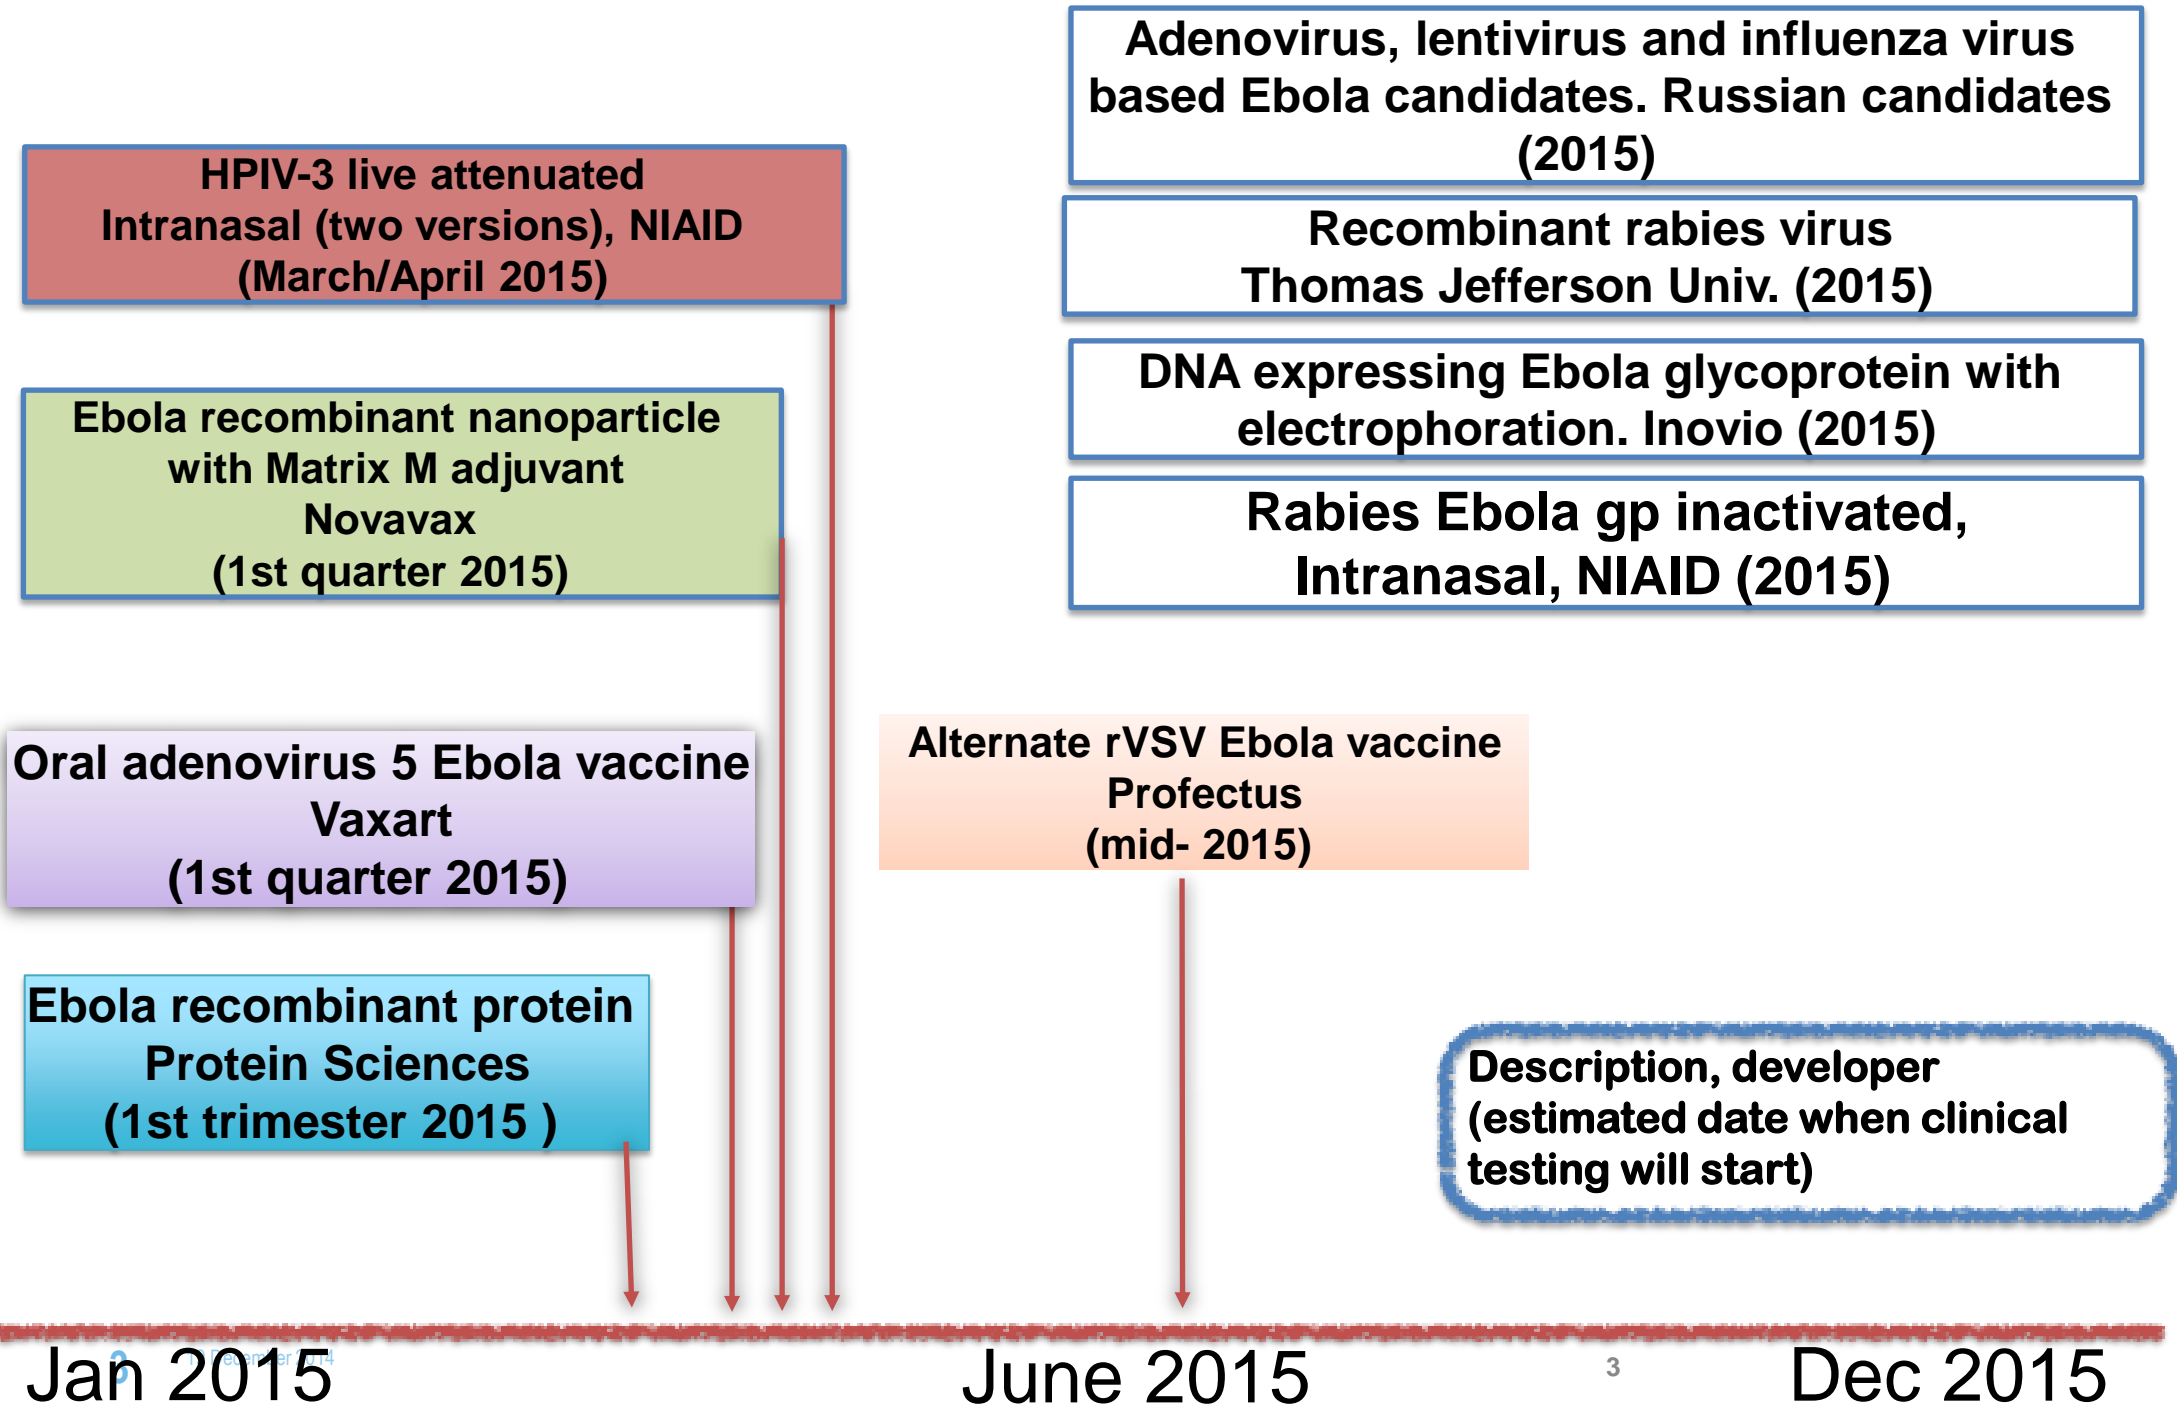 Adenovirus, lentivirus and influenza virus
based Ebola candidates. Russian candidates
(2015)
HPIV-3 live attenuated
Intranasal (two versions), NIAID
(March/April 2015)
Recombinant rabies virus
Thomas Jefferson Univ. (2015)
DNA expressing Ebola glycoprotein with
electrophoration. Inovio (2015)
Ebola recombinant nanoparticle
with Matrix M adjuvant
Novavax
(1st quarter 2015)
Rabies Ebola gp inactivated,
Intranasal, NIAID (2015)
Oral adenovirus 5 Ebola vaccine
Vaxart
(1st quarter 2015)
Alternate rVSV Ebola vaccine
Profectus
(mid- 2015)
Ebola recombinant protein
Protein Sciences
(1st trimester 2015 )
Description, developer
(estimated date when clinical
testing will start)
Jan 2015
3
December 2014
June 2015
3
Dec 2015